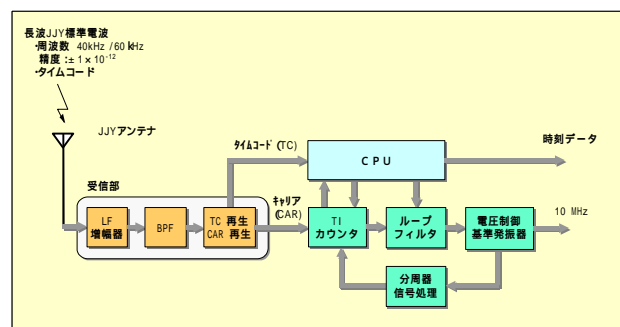 長波JJY標準電波
・周波数 40kHz /60 kHz
精度 :± 1 × 10⁻¹²
・タイムコード
JJYアンテナ
受信部
LF
増幅器
BPF
TC 再生
CAR 再生
ﾀｲﾑｺｰﾄﾞ (TC)
ｷｬﾘｱ
(CAR)
C P U
時刻データ
TI
カウンタ
ループ
フィルタ
電圧制御
基準発振器
10 MHz
分周器
信号処理